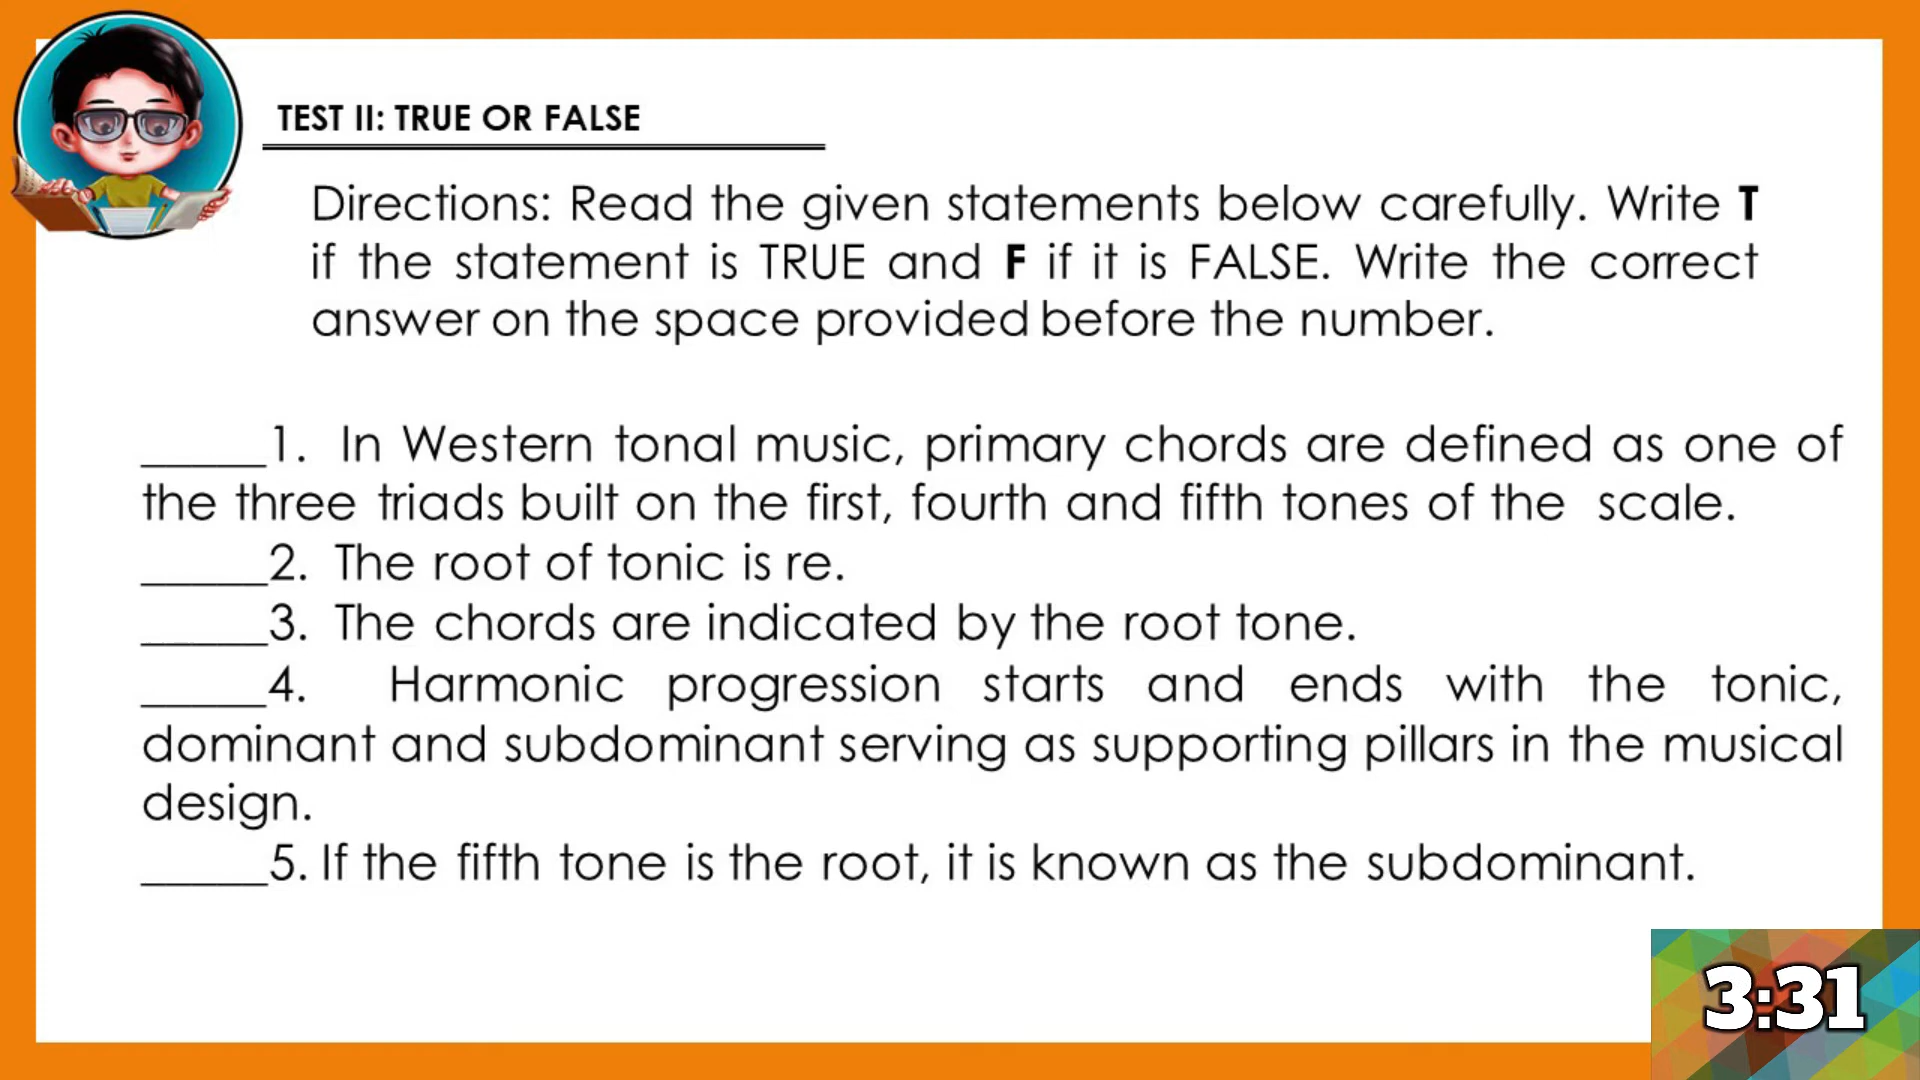 TEST II: TRUE OR FALSE
Directions: Read the given statements below carefully. Write T
if the statement is TRUE and F if it is FALSE. Write the correct
answer on the space provided before the number.
_____1. In Western tonal music, primary chords are defined as one of
the three triads built on the first, fourth and fifth tones of the scale.
_____2. The root of tonic is re.
_____3. The chords are indicated by the root tone.
_____4. Harmonic progression starts and ends with the tonic,
dominant and subdominant serving as supporting pillars in the musical
design.
_____5. If the fifth tone is the root, it is known as the subdominant.
3:31